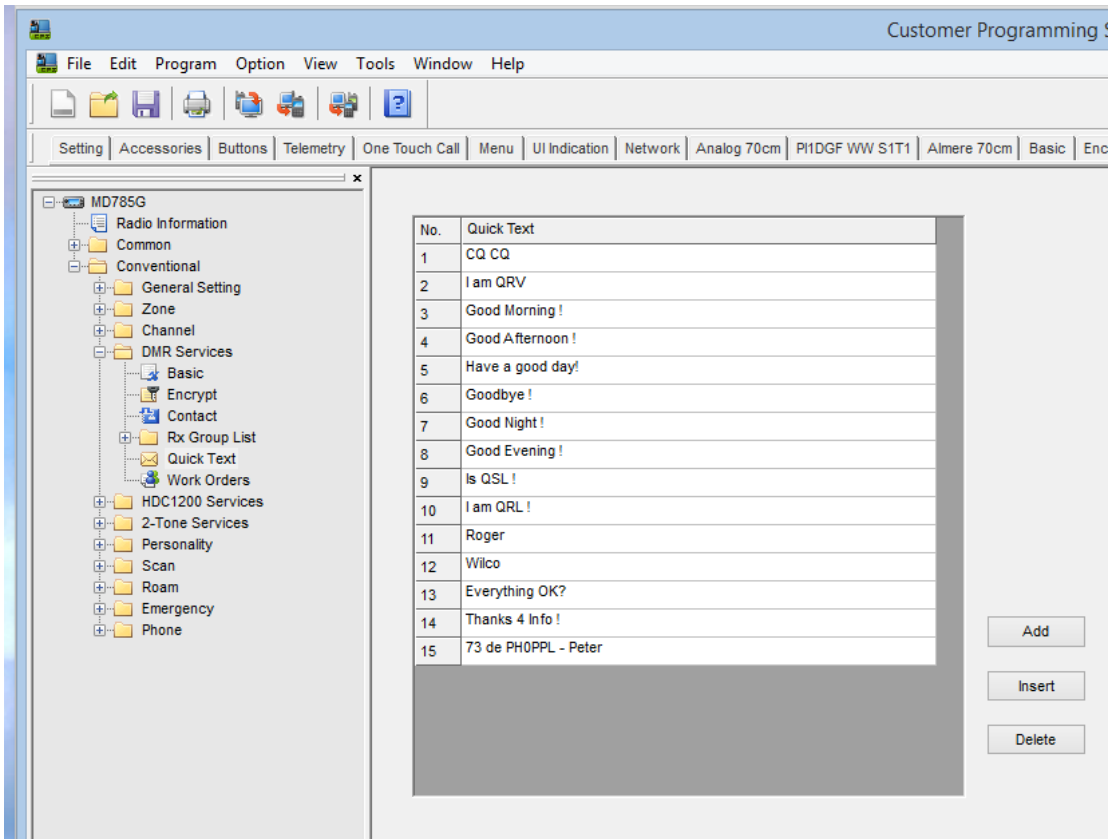 Customer Programming S
File Edit Program Option View Tools Window Help
Setting Accessories Buttons Telemetry One Touch Call Menu UI Indication Network Analog 70cm PI1DGF WW S1T1 Almere 70cm Basic Enc
MD785G
Radio Information
Common
Conventional
General Setting
Zone
Channel
DMR Services
Basic
Encrypt
Contact
Rx Group List
Quick Text
Work Orders
HDC1200 Services
2-Tone Services
Personality
Scan
Roam
Emergency
Phone
No. Quick Text
1 CQ CQ
2 I am QRV
3 Good Morning !
4 Good Afternoon !
5 Have a good day!
6 Goodbye !
7 Good Night !
8 Good Evening !
9 Is QSL !
10 I am QRL !
11 Roger
12 Wilco
13 Everything OK?
14 Thanks 4 Info !
15 73 de PH0PPL - Peter
Add
Insert
Delete